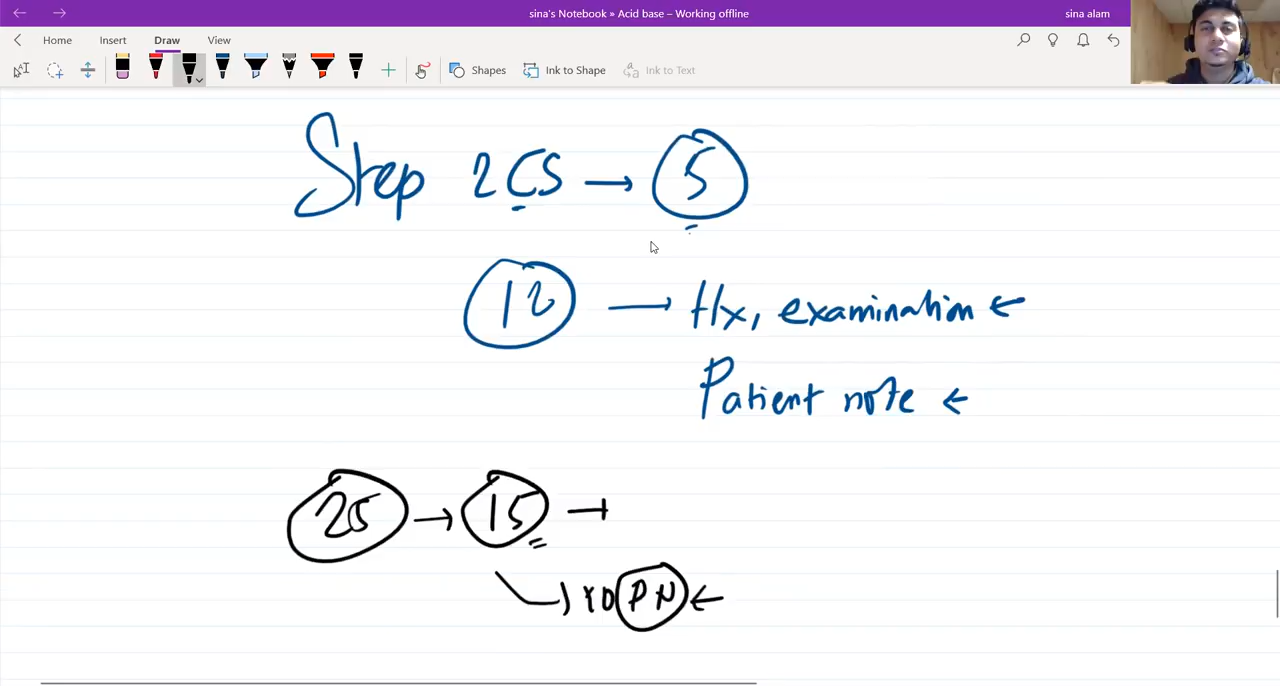 sina's Notebook » Acid base – Working offline
sina alam
Home Insert Draw View
Shapes Ink to Shape Ink to Text
Step 2CS → 5
12 → Hx, examination ←
Patient note ←
25 → 15 →
10 PN ←